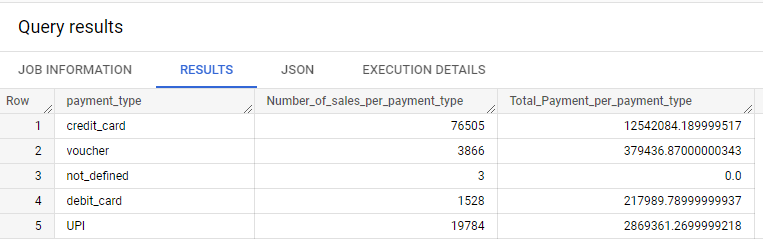 Query results
JOB INFORMATION RESULTS JSON EXECUTION DETAILS
Row payment_type Number_of_sales_per_payment_type Total_Payment_per_payment_type
1 credit_card 76505 12542084.189999517
2 voucher 3866 379436.87000000343
3 not_defined 3 0.0
4 debit_card 1528 217989.78999999937
5 UPI 19784 2869361.2699999218